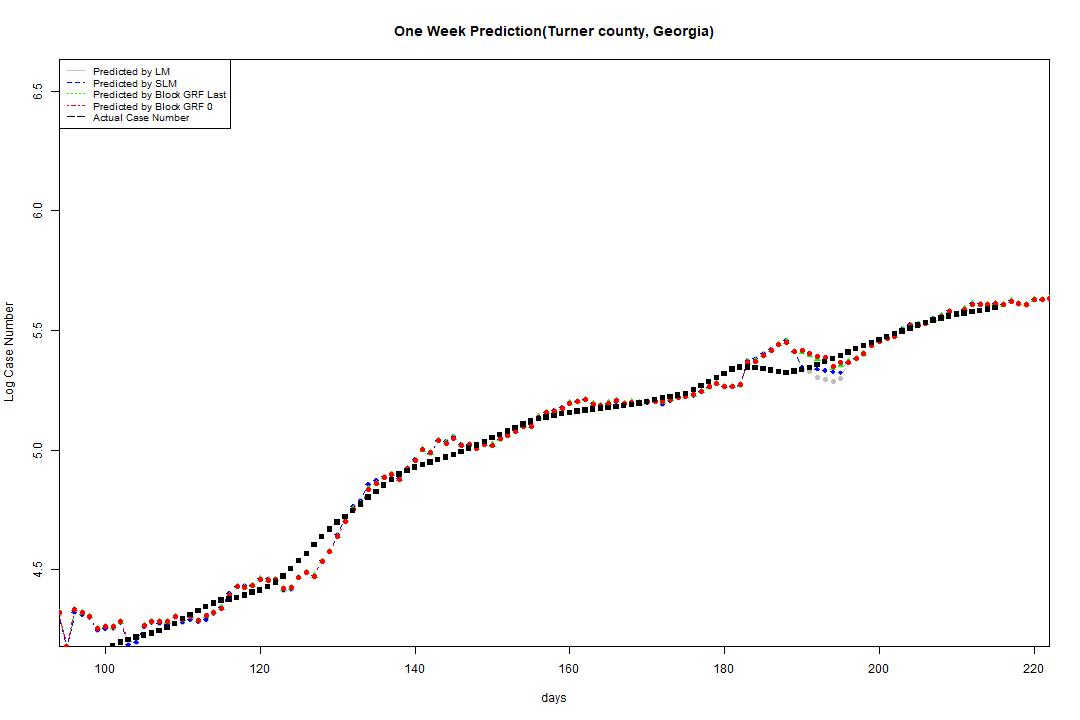 One Week Prediction(Turner county, Georgia)
Predicted by LM
Predicted by SLM
Predicted by Block GRF Last
Predicted by Block GRF 0
Actual Case Number
6.5
6.0
5.5
5.0
4.5
Log Case Number
100 120 140 160 180 200 220
days